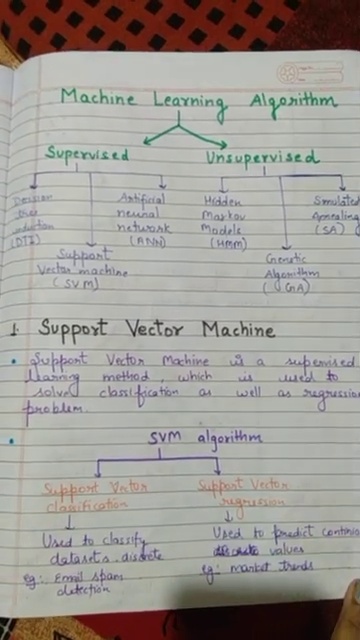 Machine Learning Algorithm
Supervised
Unsupervised
Decision
tree
induction
(DTI)
Support
Vector machine
(SVM)
Artificial
neural
network
(ANN)
Hidden
Markov
Models
(HMM)
Genetic
Algorithm
(GA)
Simulated
Annealing
(SA)
1. Support Vector Machine
• Support Vector Machine is a supervised
learning method which is used to
solve classification as well as regression
problem.
• SVM algorithm
Support Vector
classification
Used to classify
datasets discrete
eg: Email spam
detection
Support Vector
regression
Used to predict continuo
values
eg: market trends